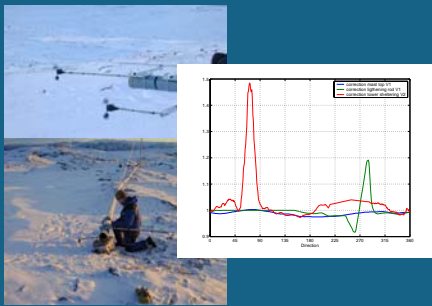 correction mast top V1
correction ligthening rod V1
correction tower sheltering V2
1.5
1.4
1.3
1.2
1.1
1
0.9
0 45 90 135 180 225 270 315 360
Direction